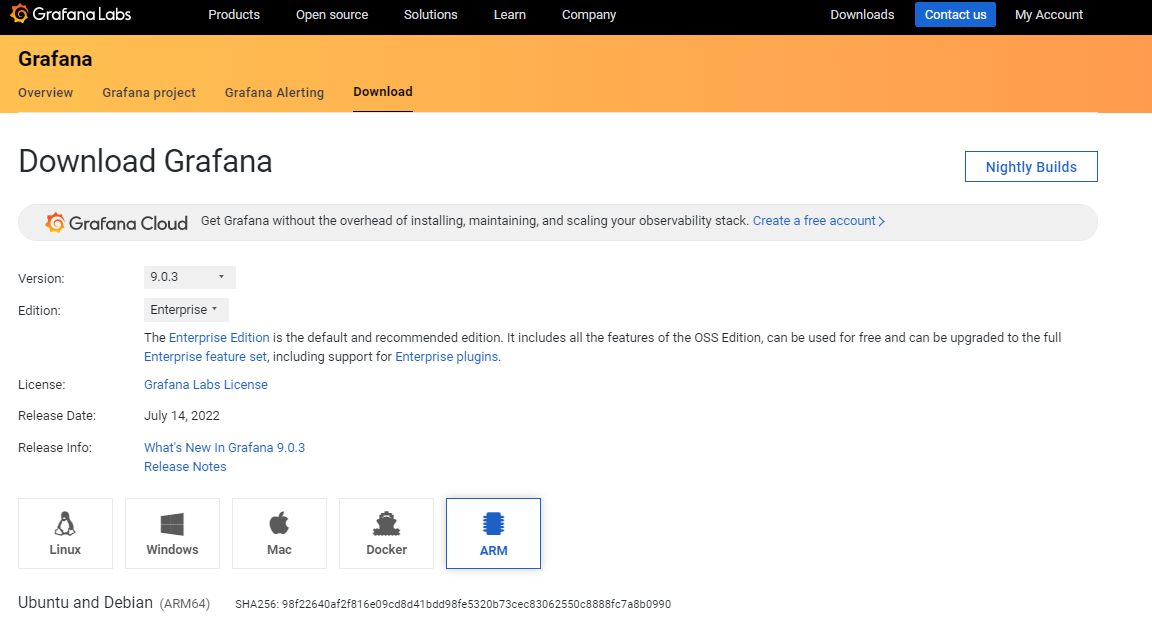 Grafana Labs Products Open source Solutions Learn Company Downloads Contact us My Account
Grafana
Overview Grafana project Grafana Alerting Download
Download Grafana
Nightly Builds
Grafana Cloud Get Grafana without the overhead of installing, maintaining, and scaling your observability stack. Create a free account
Version: 9.0.3
Edition: Enterprise
The Enterprise Edition is the default and recommended edition. It includes all the features of the OSS Edition, can be used for free and can be upgraded to the full
Enterprise feature set, including support for Enterprise plugins.
License: Grafana Labs License
Release Date: July 14, 2022
Release Info: What's New In Grafana 9.0.3
Release Notes
Linux Windows Mac Docker ARM
Ubuntu and Debian (ARM64) SHA256: 98f22640af2f816e09cd8d41bdd98fe5320b73cec83062550c8888fc7a8b0990